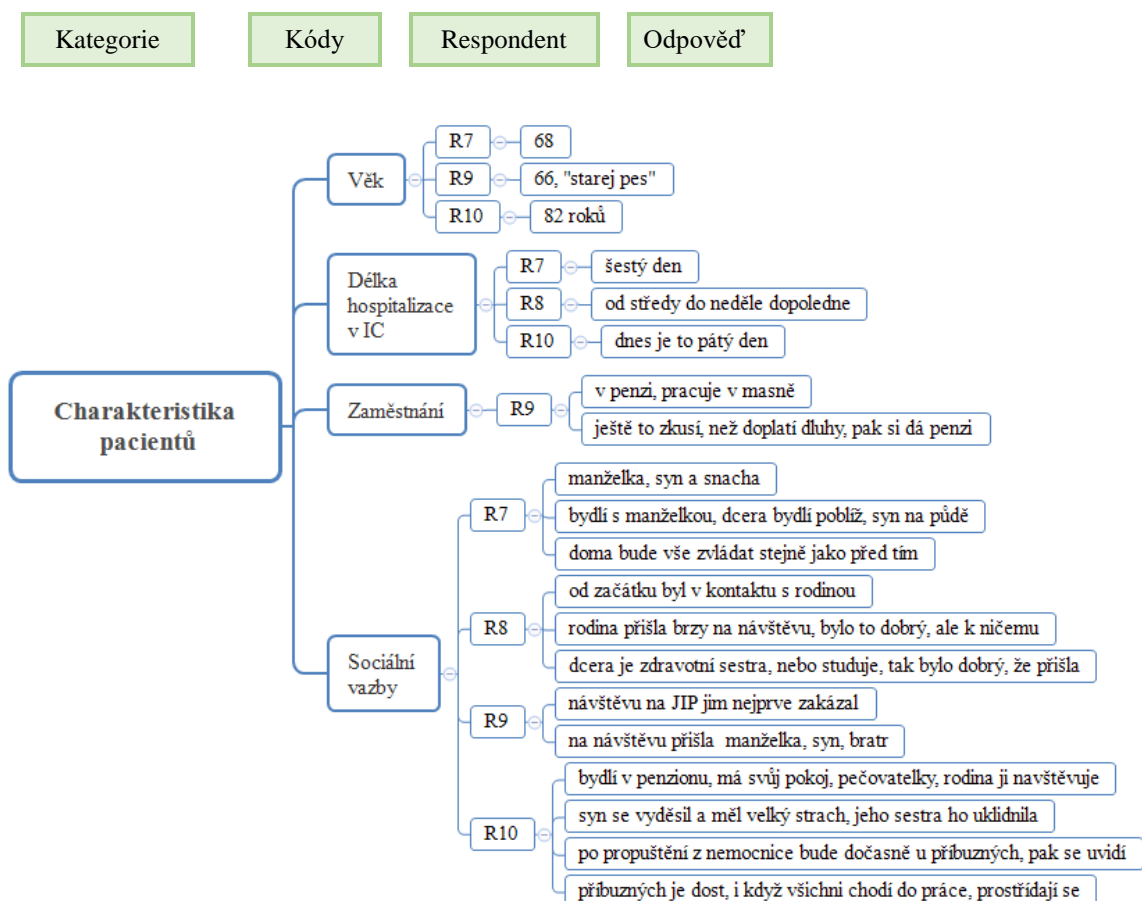 Kategorie
Kódy
Respondent
Odpověď
Charakteristika
pacientů
Věk
R7
68
R9
66, "starej pes"
R10
82 roků
Délka
hospitalizace
v IC
R7
šestý den
R8
od středy do neděle dopoledne
R10
dnes je to pátý den
Zaměstnání
R9
v penzi, pracuje v masně
ještě to zkusí, než doplatí dluhy, pak si dá penzi
Sociální
vazby
R7
manželka, syn a snacha
bydlí s manželkou, dcera bydlí poblíž, syn na půdě
doma bude vše zvládat stejně jako před tím
R8
od začátku byl v kontaktu s rodinou
rodina přišla brzy na návštěvu, bylo to dobrý, ale k ničemu
dcera je zdravotní sestra, nebo studuje, tak bylo dobrý, že přišla
R9
návštěvu na JIP jim nejprve zakázal
na návštěvu přišla manželka, syn, bratr
R10
bydlí v penzionu, má svůj pokoj, pečovatelky, rodina ji navštěvuje
syn se vyděsil a měl velký strach, jeho sestra ho uklidnila
po propuštění z nemocnice bude dočasně u příbuzných, pak se uvidí
příbuzných je dost, i když všichni chodí do práce, prostřídají se